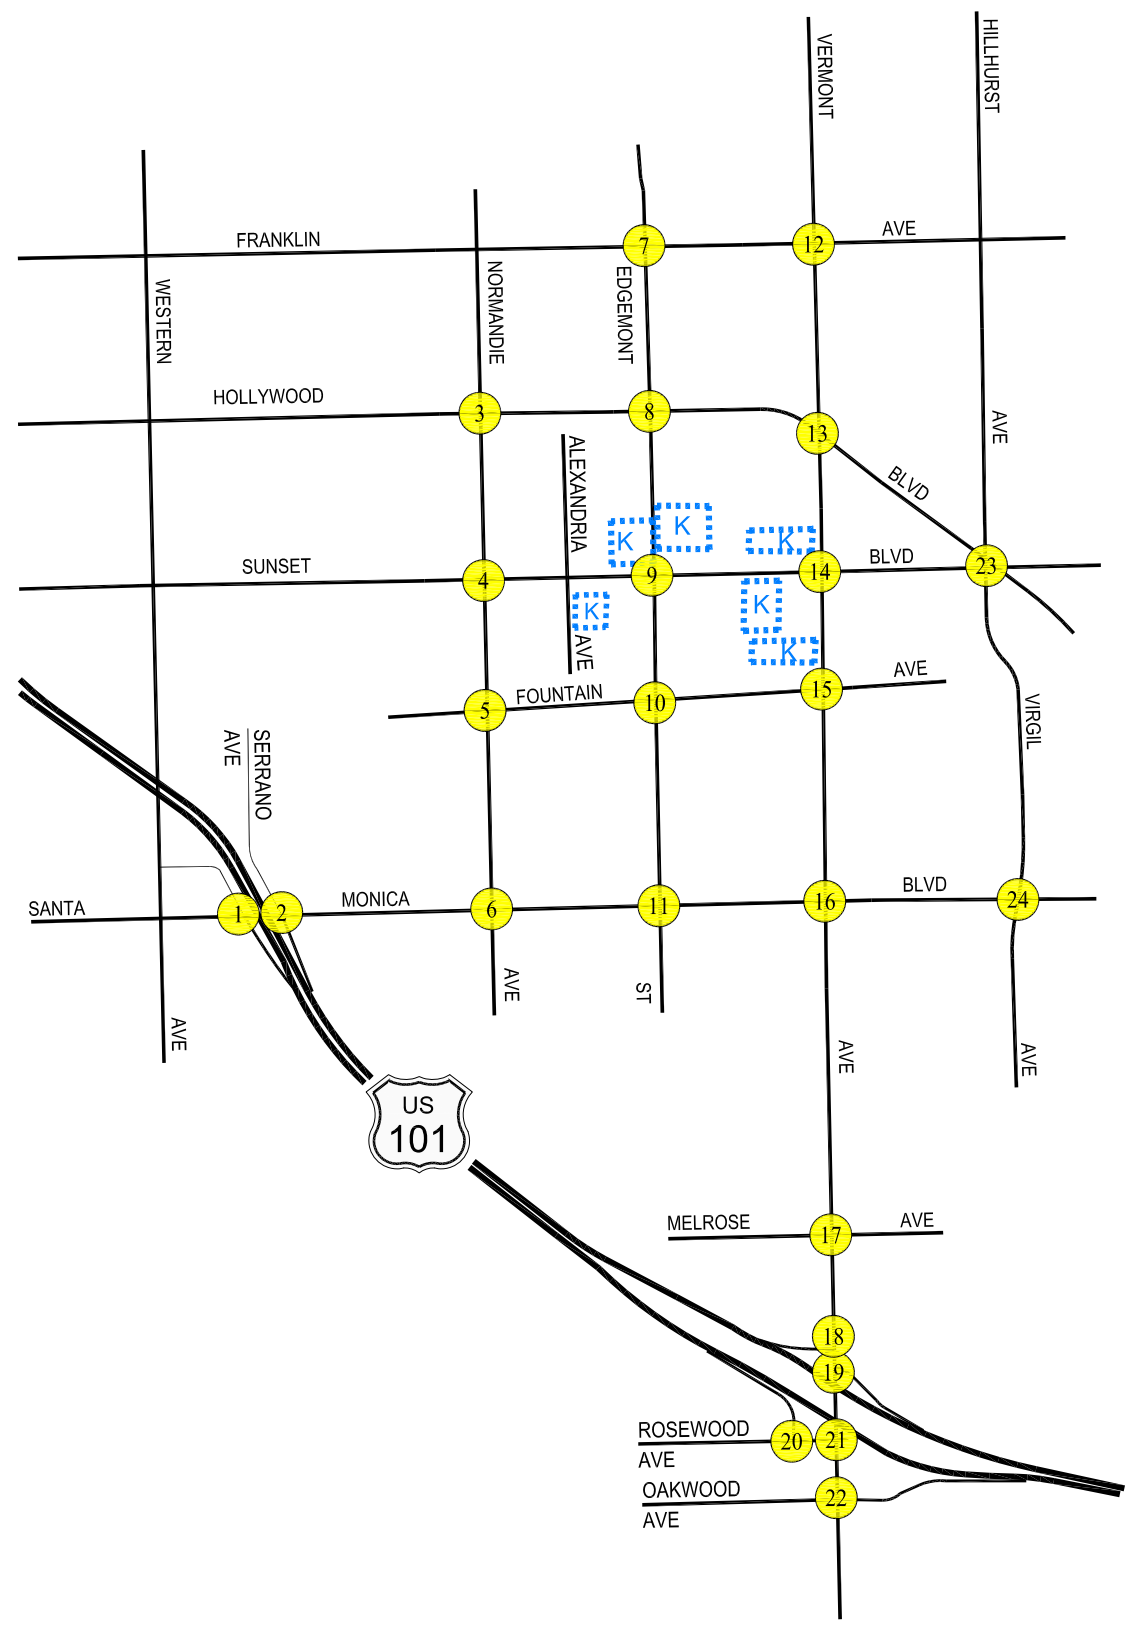 VERMONT
HILLHURST
FRANKLIN
AVE
7
12
WESTERN
NORMANDIE
EDGEMONT
HOLLYWOOD
3
8
13
AVE
ALEXANDRIA
BLVD
K
K
K
SUNSET
4
9
14
BLVD
23
K
K
AVE
K
FOUNTAIN
AVE
5
10
15
VIRGIL
SERRANO
AVE
SANTA
1
2
MONICA
6
11
16
BLVD
24
AVE
ST
AVE
AVE
AVE
US
101
MELROSE
17
AVE
18
19
ROSEWOOD
AVE
20
21
OAKWOOD
AVE
22